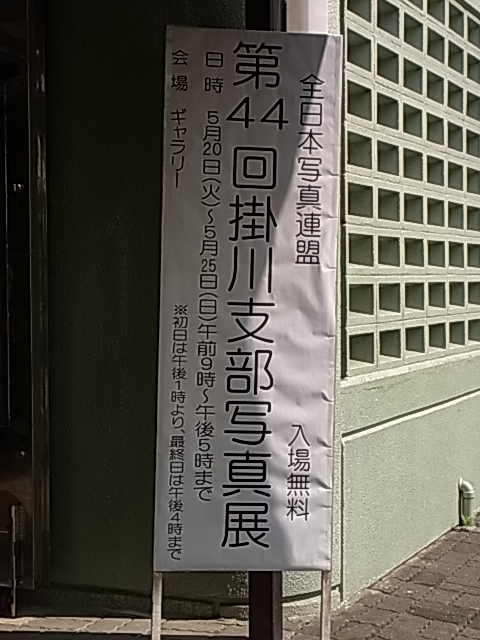 全日本写真連盟
入場無料
第44回掛川支部写真展
日時 5月20日(火)~5月25日(日)午前9時~午後5時まで
会場 ギャラリー
※初日は午後1時より、最終日は午後4時まで